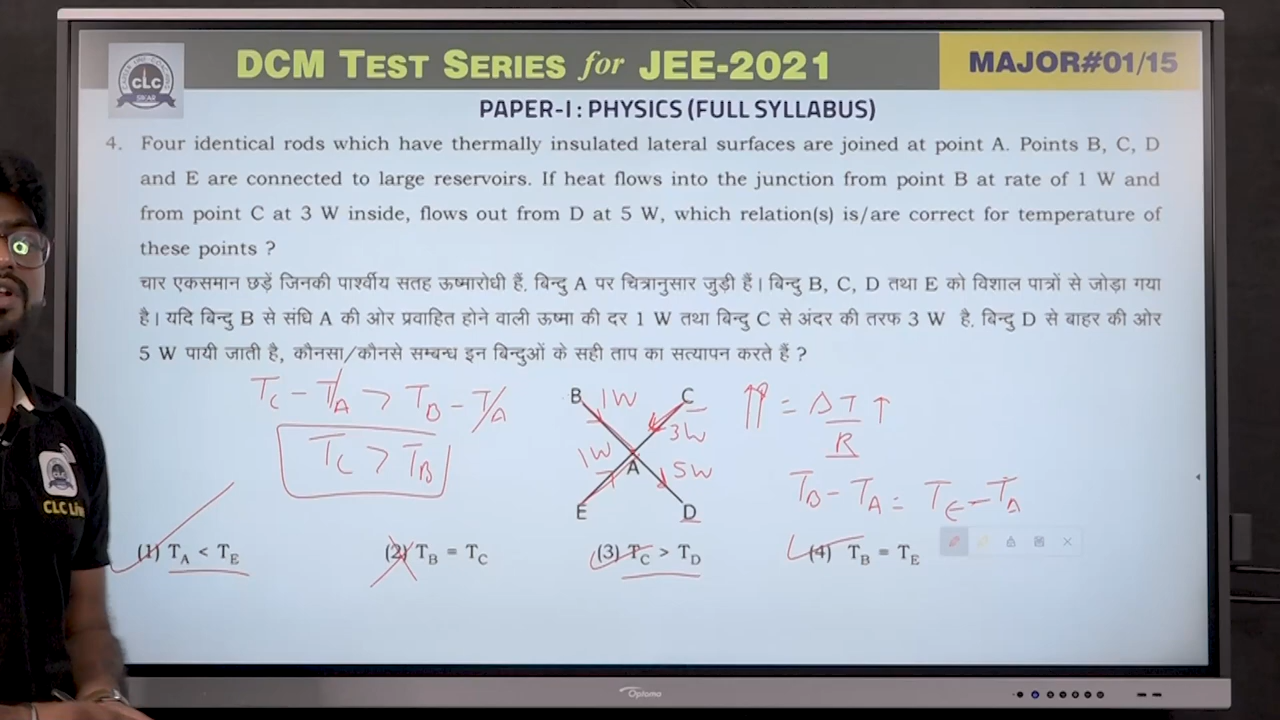 DCM TEST SERIES for JEE-2021
MAJOR#01/15
CLC
PAPER-I : PHYSICS (FULL SYLLABUS)
4. Four identical rods which have thermally insulated lateral surfaces are joined at point A. Points B, C, D
and E are connected to large reservoirs. If heat flows into the junction from point B at rate of 1 W and
from point C at 3 W inside, flows out from D at 5 W, which relation(s) is/are correct for temperature of
these points ?
चार एकसमान छड़ें जिनकी पार्श्वीय सतह ऊष्मारोधी हैं, बिन्दु A पर चित्रानुसार जुड़ी हैं। बिन्दु B, C, D तथा E को विशाल पात्रों से जोड़ा गया
है। यदि बिन्दु B से संधि A की ओर प्रवाहित होने वाली ऊष्मा की दर 1 W तथा बिन्दु C से अंदर की तरफ 3 W है, बिन्दु D से बाहर की ओर
5 W पायी जाती है, कौनसा/कौनसे सम्बन्ध इन बिन्दुओं के सही ताप का सत्यापन करते हैं ?
T_C - T_A > T_B - T_A
T_C > T_B
B 1W C
3W
1W A 5W
E D
= ΔT ↑
R
T_B - T_A = T_E - T_A
(1) T_A < T_E (2) T_B = T_C (3) T_C > T_D (4) T_B = T_E
CLC
CLC Live
Optoma